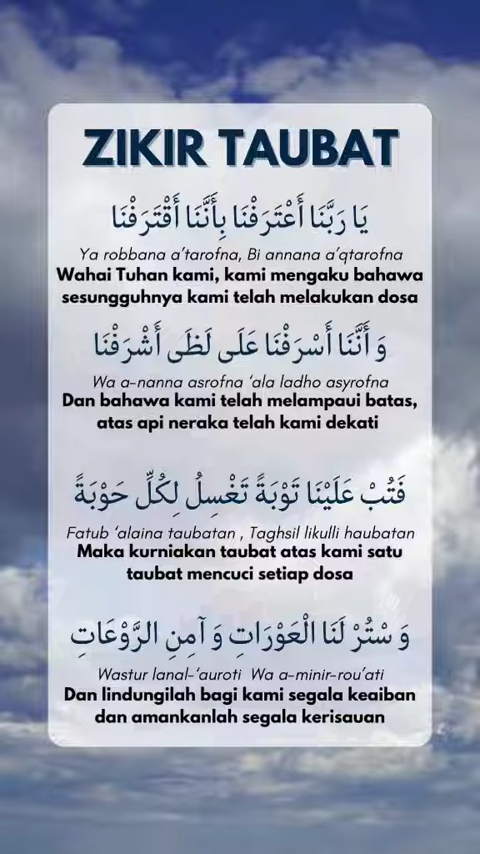 ZIKIR TAUBAT
يَا رَبَّنَا أَعْتَرَفْنَا بِأَنَّنَا أَقْتَرَفْنَا
Ya robbana a'tarofna, Bi annana a'qtarofna
Wahai Tuhan kami, kami mengaku bahawa
sesungguhnya kami telah melakukan dosa
وَ أَنَّنَا أَسْرَفْنَا عَلَى لَظَى أَشْرَفْنَا
Wa a-nanna asrofna 'ala ladho asyrofna
Dan bahawa kami telah melampaui batas,
atas api neraka telah kami dekati
فَتُبْ عَلَيْنَا تَوْبَةً تَغْسِلُ لِكُلِّ حَوْبَةً
Fatub 'alaina taubatan , Taghsil likulli haubatan
Maka kurniakan taubat atas kami satu
taubat mencuci setiap dosa
وَ سْتُرْ لَنَا الْعَوْرَاتِ وَ آمِنِ الرَّوْعَاتِ
Wastur lanal-'auroti Wa a-minir-rou'ati
Dan lindungilah bagi kami segala keaiban
dan amankanlah segala kerisauan